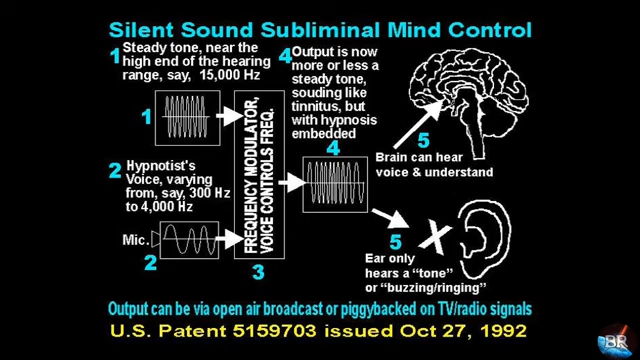 Silent Sound Subliminal Mind Control
1 Steady tone, near the
high end of the hearing
range, say, 15,000 Hz
1
2 Hypnotist's
Voice, varying
from, say, 300 Hz
to 4,000 Hz
Mic.
2
FREQUENCY MODULATOR,
VOICE CONTROLS FREQ.
3
4 Output is now
more or less a
steady tone,
souding like
tinnitus, but
with hypnosis
embedded
4
5
Brain can hear
voice & understand
5
X
Ear only
hears a "tone"
or "buzzing/ringing"
Output can be via open air broadcast or piggybacked on TV/radio signals
U.S. Patent 5159703 issued Oct 27, 1992
BR